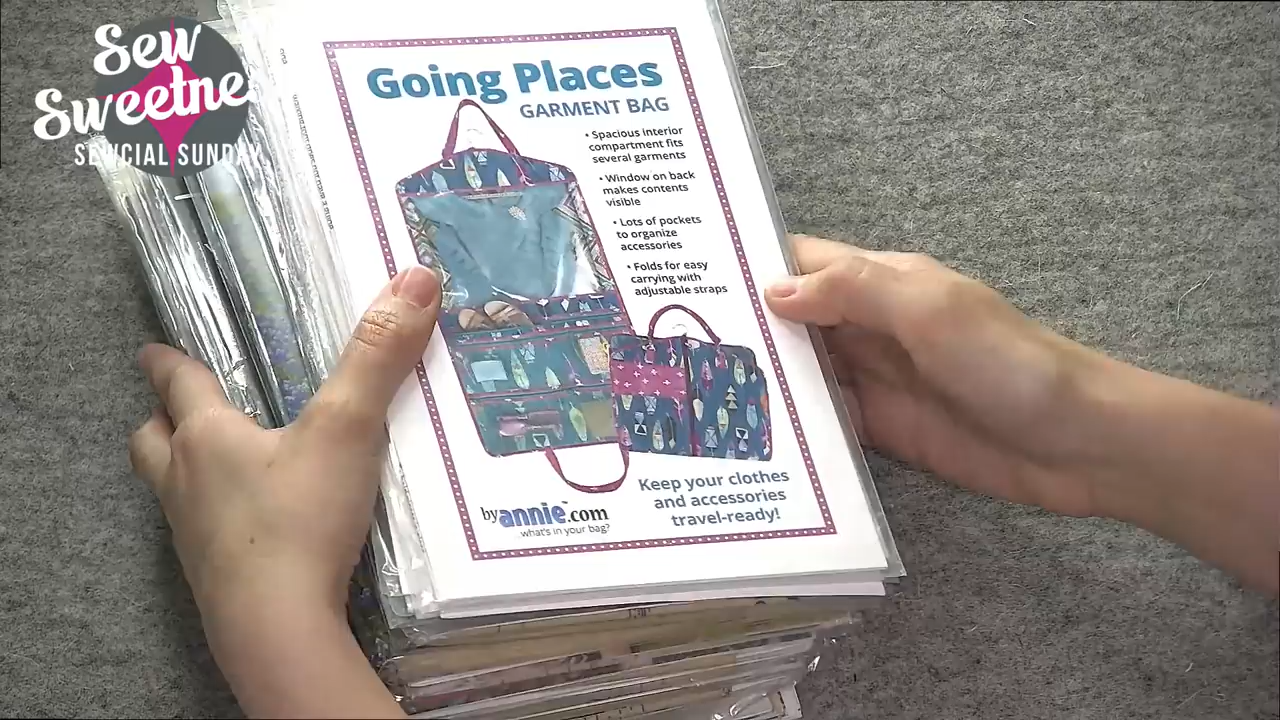 Sew
Sweetne
SEWCIAL SUNDAY
Going Places
GARMENT BAG
• Spacious interior
compartment fits
several garments
• Window on back
makes contents
visible
• Lots of pockets
to organize
accessories
• Folds for easy
carrying with
adjustable straps
Keep your clothes
and accessories
travel-ready!
byannie.com™
what's in your bag?